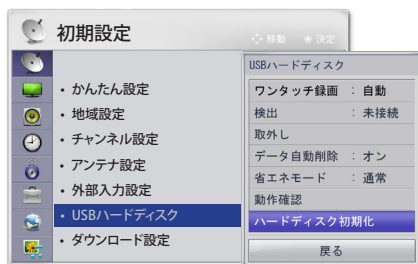 初期設定
移動 決定
・かんたん設定
・地域設定
・チャンネル設定
・アンテナ設定
・外部入力設定
・USBハードディスク
・ダウンロード設定
USBハードディスク
ワンタッチ録画 : 自動
検出 : 未接続
取外し
データ自動削除 : オン
省エネモード : 通常
動作確認
ハードディスク初期化
戻る